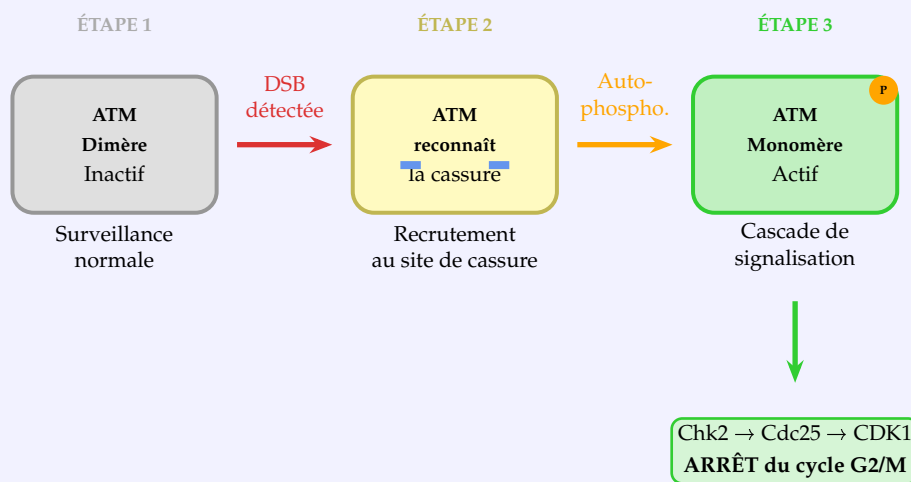 ÉTAPE 1
ÉTAPE 2
ÉTAPE 3
ATM
Dimère
Inactif
DSB
détectée
ATM
reconnaît
la cassure
Auto-
phospho.
P
ATM
Monomère
Actif
Surveillance
normale
Recrutement
au site de cassure
Cascade de
signalisation
Chk2 → Cdc25 → CDK1
ARRÊT du cycle G2/M